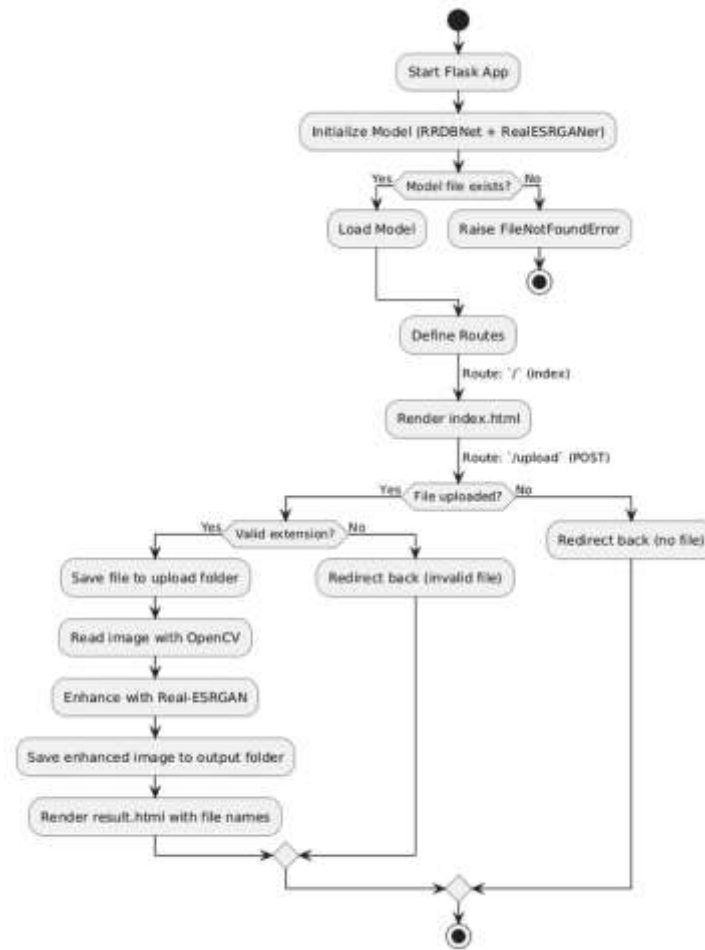 Start Flask App
Initialize Model (RRDBNet + RealESRGANer)
Yes
Model file exists?
No
Load Model
Raise FileNotFoundError
Define Routes
Route: `/` (index)
Render index.html
Route: `/upload` (POST)
Yes
File uploaded?
No
Yes
Valid extension?
No
Redirect back (no file)
Save file to upload folder
Redirect back (invalid file)
Read image with OpenCV
Enhance with Real-ESRGAN
Save enhanced image to output folder
Render result.html with file names